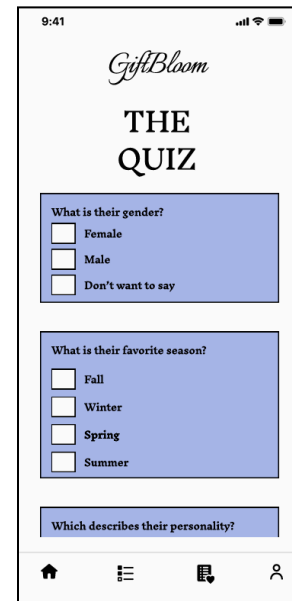 9:41
GiftBloom
THE
QUIZ
What is their gender?
Female
Male
Don’t want to say
What is their favorite season?
Fall
Winter
Spring
Summer
Which describes their personality?